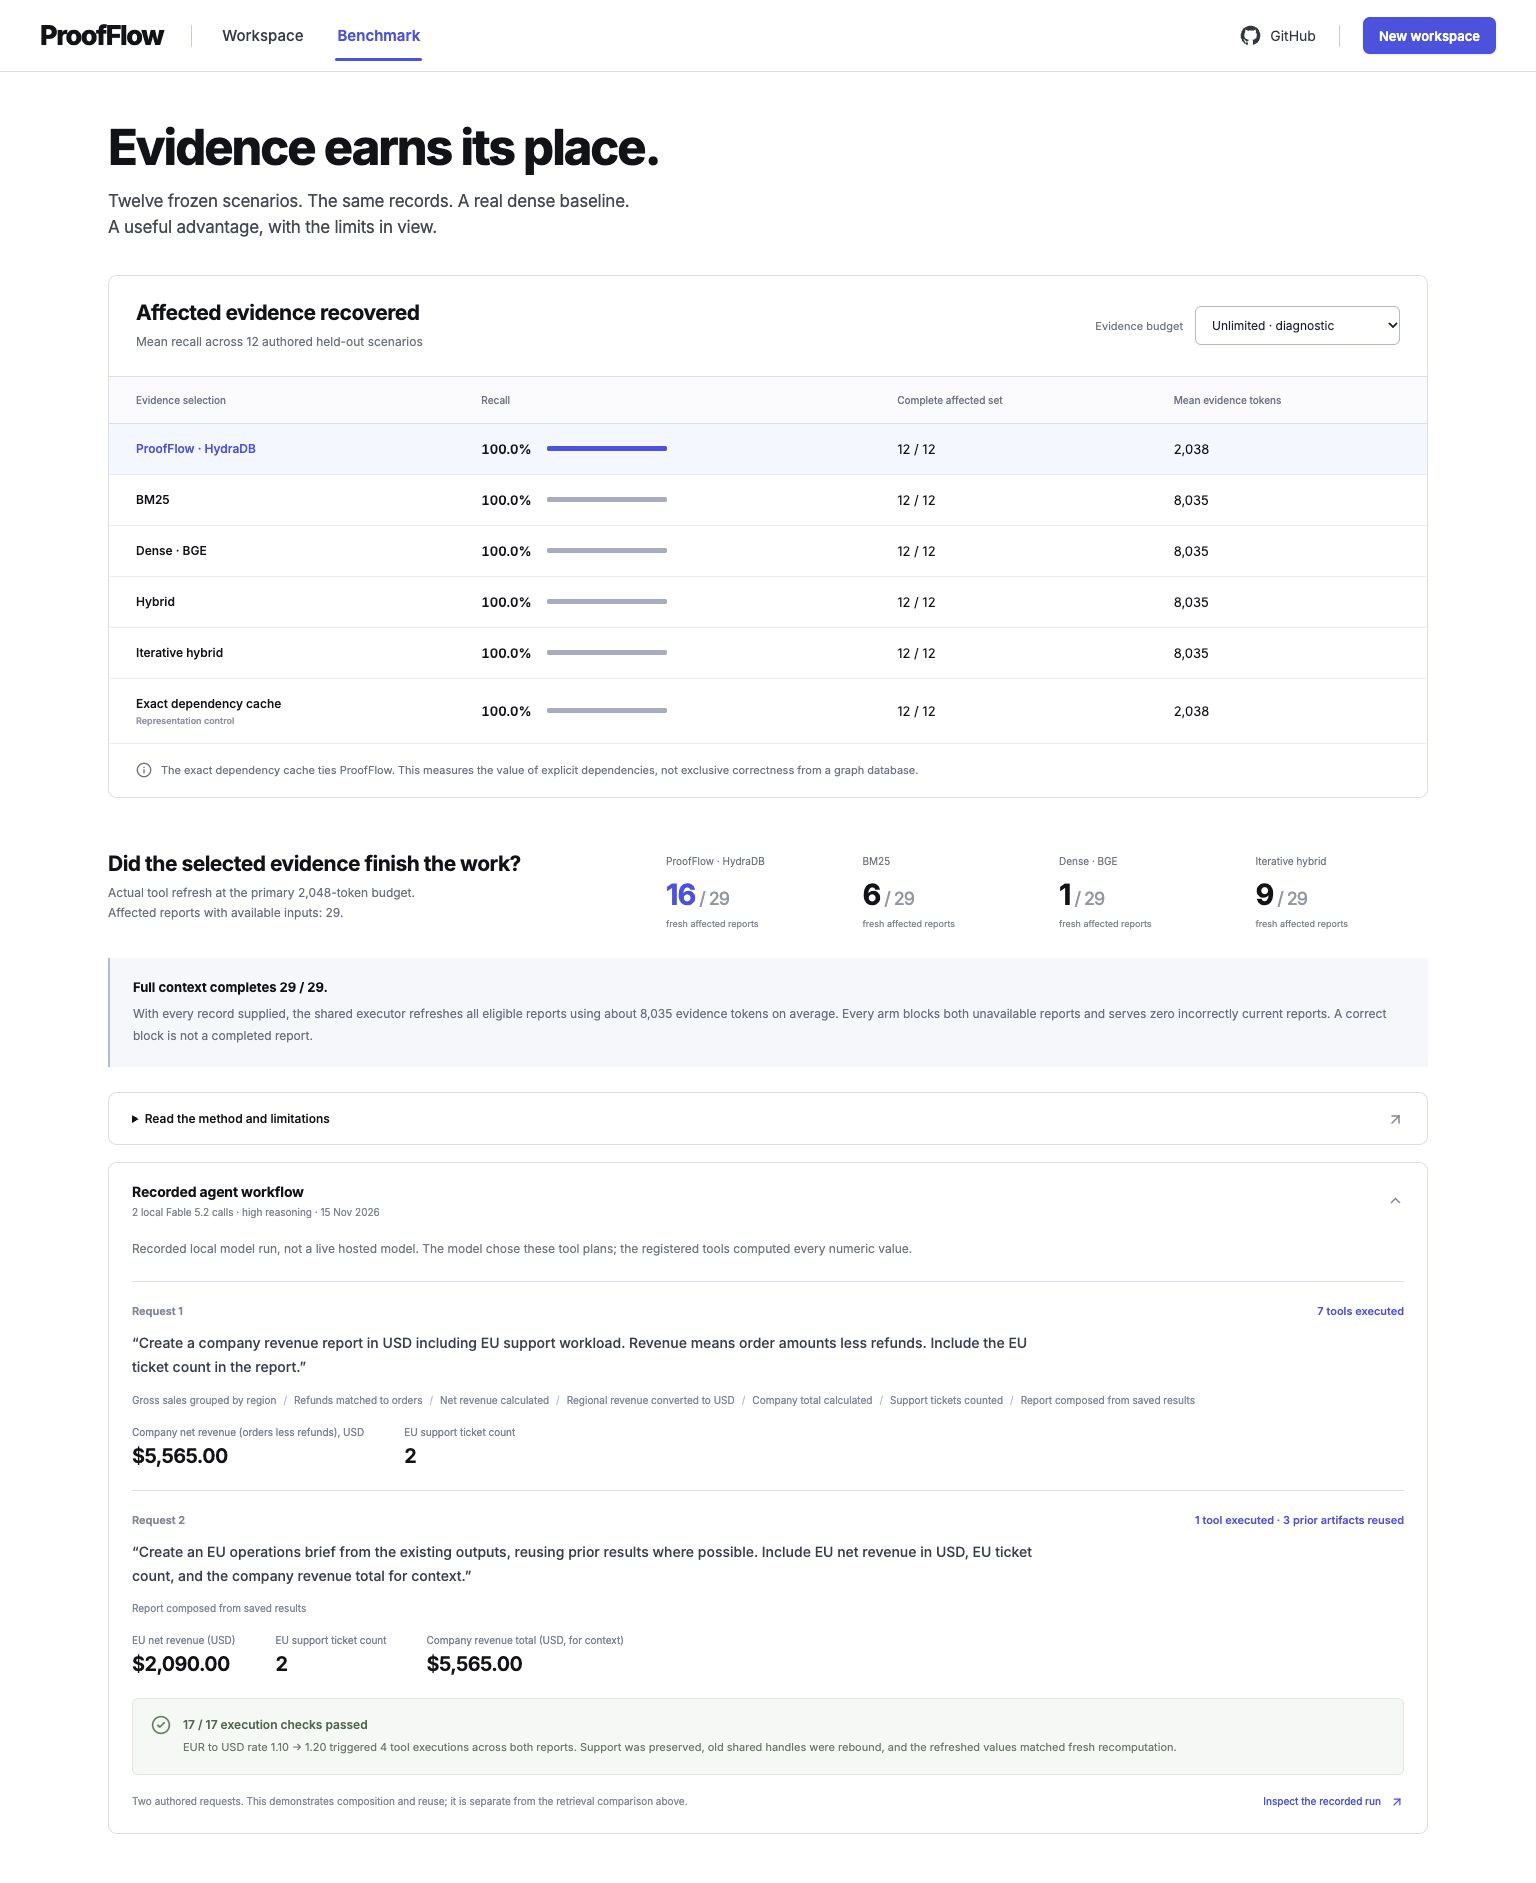 ProofFlow
Workspace
Benchmark
GitHub
New workspace
Evidence earns its place.
Twelve frozen scenarios. The same records. A real dense baseline.
A useful advantage, with the limits in view.
Affected evidence recovered
Mean recall across 12 authored held-out scenarios
Evidence budget
Unlimited · diagnostic
Evidence selection Recall Complete affected set Mean evidence tokens
ProofFlow · HydraDB 100.0% 12 / 12 2,038
BM25 100.0% 12 / 12 8,035
Dense · BGE 100.0% 12 / 12 8,035
Hybrid 100.0% 12 / 12 8,035
Iterative hybrid 100.0% 12 / 12 8,035
Exact dependency cache 100.0% 12 / 12 2,038
Representation control
The exact dependency cache ties ProofFlow. This measures the value of explicit dependencies, not exclusive correctness from a graph database.
Did the selected evidence finish the work?
Actual tool refresh at the primary 2,048-token budget.
Affected reports with available inputs: 29.
ProofFlow · HydraDB
16 / 29
fresh affected reports
BM25
6 / 29
fresh affected reports
Dense · BGE
1 / 29
fresh affected reports
Iterative hybrid
9 / 29
fresh affected reports
Full context completes 29 / 29.
With every record supplied, the shared executor refreshes all eligible reports using about 8,035 evidence tokens on average. Every arm blocks both unavailable reports and serves zero incorrectly current reports. A correct
block is not a completed report.
Read the method and limitations
Recorded agent workflow
2 local Fable 5.2 calls · high reasoning · 15 Nov 2026
Recorded local model run, not a live hosted model. The model chose these tool plans; the registered tools computed every numeric value.
Request 1
7 tools executed
“Create a company revenue report in USD including EU support workload. Revenue means order amounts less refunds. Include the EU
ticket count in the report.”
Gross sales grouped by region / Refunds matched to orders / Net revenue calculated / Regional revenue converted to USD / Company total calculated / Support tickets counted / Report composed from saved results
Company net revenue (orders less refunds), USD
$5,565.00
EU support ticket count
2
Request 2
1 tool executed · 3 prior artifacts reused
“Create an EU operations brief from the existing outputs, reusing prior results where possible. Include EU net revenue in USD, EU ticket
count, and the company revenue total for context.”
Report composed from saved results
EU net revenue (USD)
$2,090.00
EU support ticket count
2
Company revenue total (USD, for context)
$5,565.00
17 / 17 execution checks passed
EUR to USD rate 1.10 → 1.20 triggered 4 tool executions across both reports. Support was preserved, old shared handles were rebound, and the refreshed values matched fresh recomputation.
Two authored requests. This demonstrates composition and reuse; it is separate from the retrieval comparison above.
Inspect the recorded run